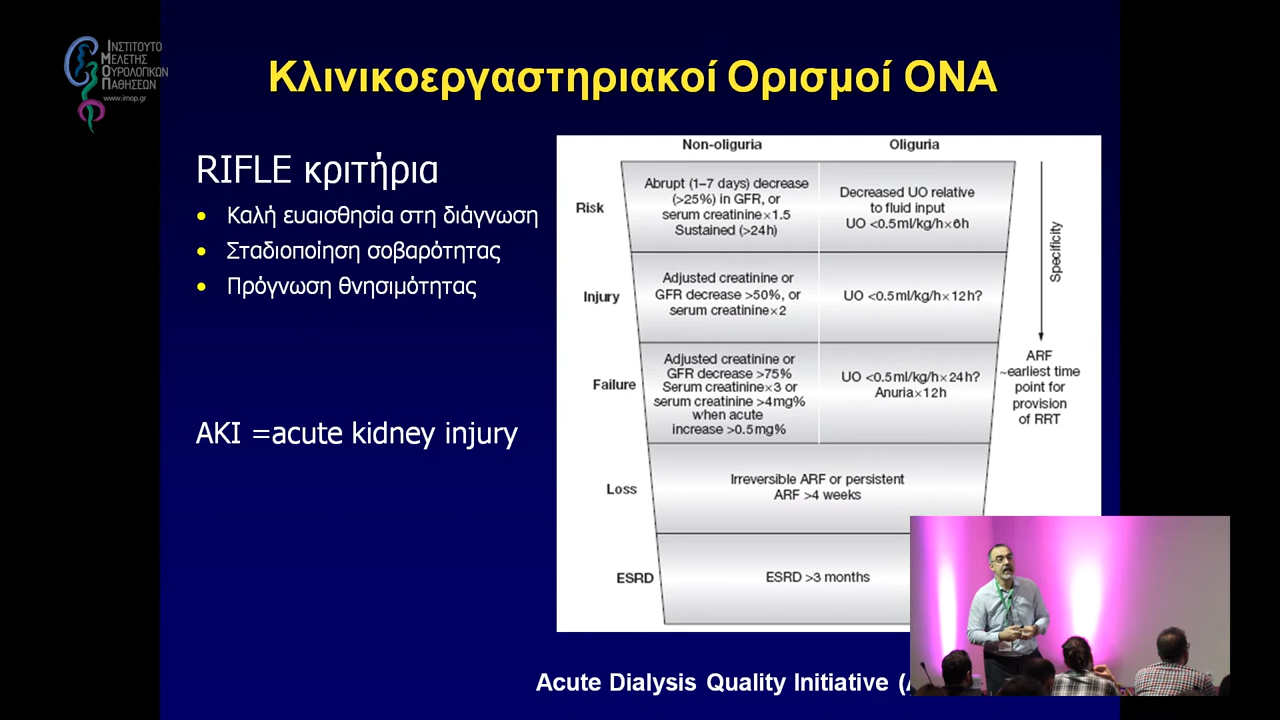 ΙΝΣΤΙΤΟΥΤΟ
ΜΕΛΕΤΗΣ
ΟΥΡΟΛΟΓΙΚΩΝ
ΠΑΘΗΣΕΩΝ
www.imop.gr
Κλινικοεργαστηριακοί Ορισμοί ΟΝΑ
RIFLE κριτήρια
• Καλή ευαισθησία στη διάγνωση
• Σταδιοποίηση σοβαρότητας
• Πρόγνωση θνησιμότητας
AKI =acute kidney injury
Non-oliguria
Oliguria
Risk
Abrupt (1–7 days) decrease
(>25%) in GFR, or
serum creatinine×1.5
Sustained (>24h)
Decreased UO relative
to fluid input
UO <0.5ml/kg/h×6h
Injury
Adjusted creatinine or
GFR decrease >50%, or
serum creatinine×2
UO <0.5ml/kg/h×12h?
Failure
Adjusted creatinine or
GFR decrease >75%
Serum creatinine×3 or
serum creatinine >4mg%
when acute
increase >0.5mg%
UO <0.5ml/kg/h×24h?
Anuria×12h
Loss
Irreversible ARF or persistent
ARF >4 weeks
ESRD
ESRD >3 months
Specificity
ARF
~earliest time
point for
provision
of RRT
Acute Dialysis Quality Initiative (